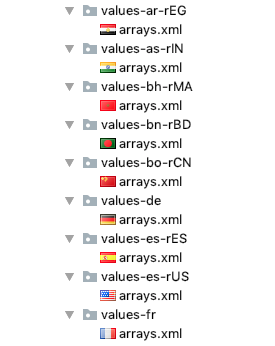 values-ar-rEG
arrays.xml
values-as-rIN
arrays.xml
values-bh-rMA
arrays.xml
values-bn-rBD
arrays.xml
values-bo-rCN
arrays.xml
values-de
arrays.xml
values-es-rES
arrays.xml
values-es-rUS
arrays.xml
values-fr
arrays.xml